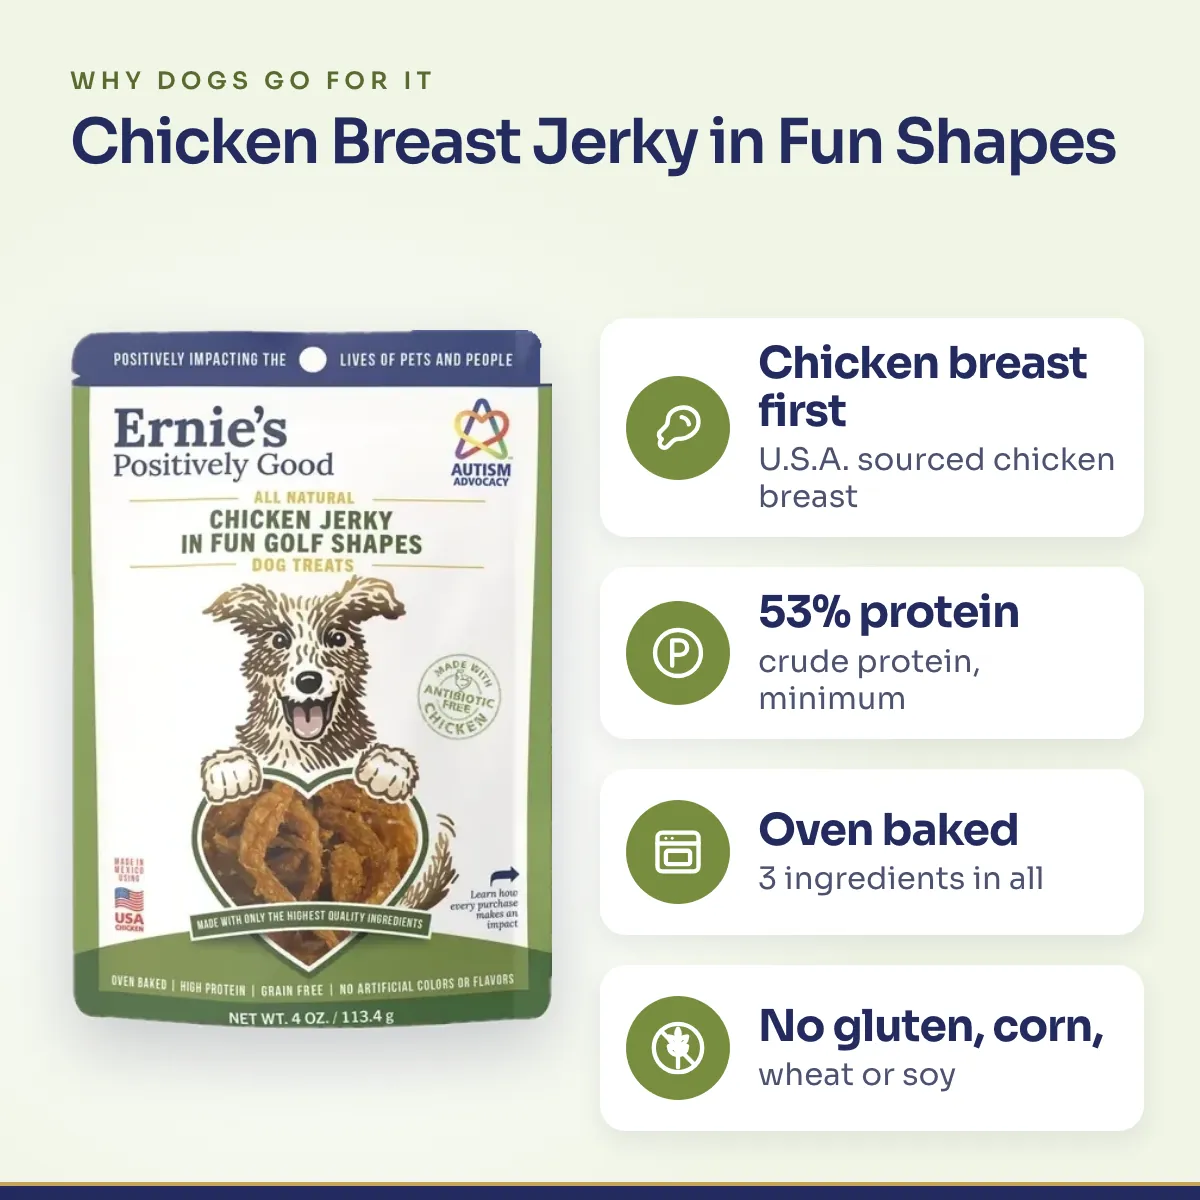 WHY DOGS GO FOR IT
Chicken Breast Jerky in Fun Shapes
POSITIVELY IMPACTING THE LIVES OF PETS AND PEOPLE
Ernie's
Positively Good
AUTISM
ADVOCACY
ALL NATURAL
CHICKEN JERKY
IN FUN GOLF SHAPES
DOG TREATS
MADE WITH
ANTIBIOTIC
FREE
CHICKEN
MADE IN
MEXICO
USING
USA
CHICKEN
Learn how
every purchase
makes an
impact
MADE WITH ONLY THE HIGHEST QUALITY INGREDIENTS
OVEN BAKED | HIGH PROTEIN | GRAIN FREE | NO ARTIFICIAL COLORS OR FLAVORS
NET WT. 4 OZ. / 113.4 g
Chicken breast
first
U.S.A. sourced chicken
breast
P
53% protein
crude protein,
minimum
Oven baked
3 ingredients in all
No gluten, corn,
wheat or soy